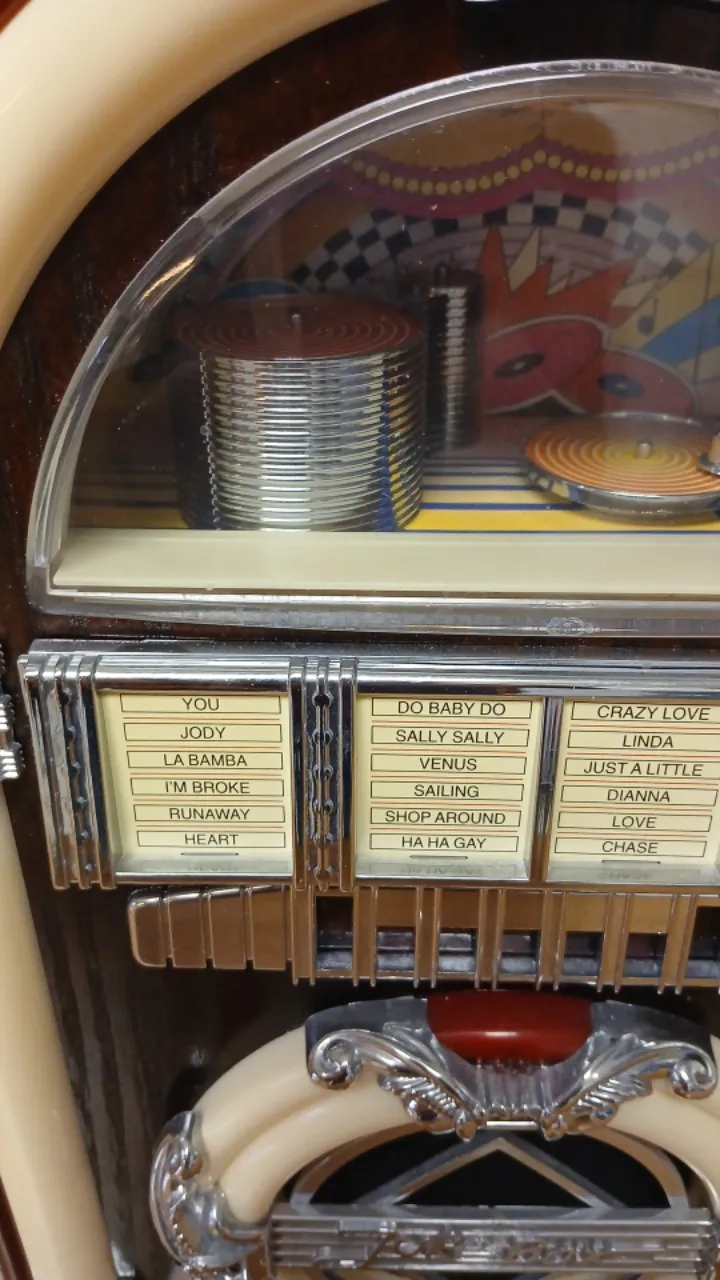 YOU
JODY
LA BAMBA
I'M BROKE
RUNAWAY
HEART
DO BABY DO
SALLY SALLY
VENUS
SAILING
SHOP AROUND
HA HA GAY
CRAZY LOVE
LINDA
JUST A LITTLE
DIANNA
LOVE
CHASE